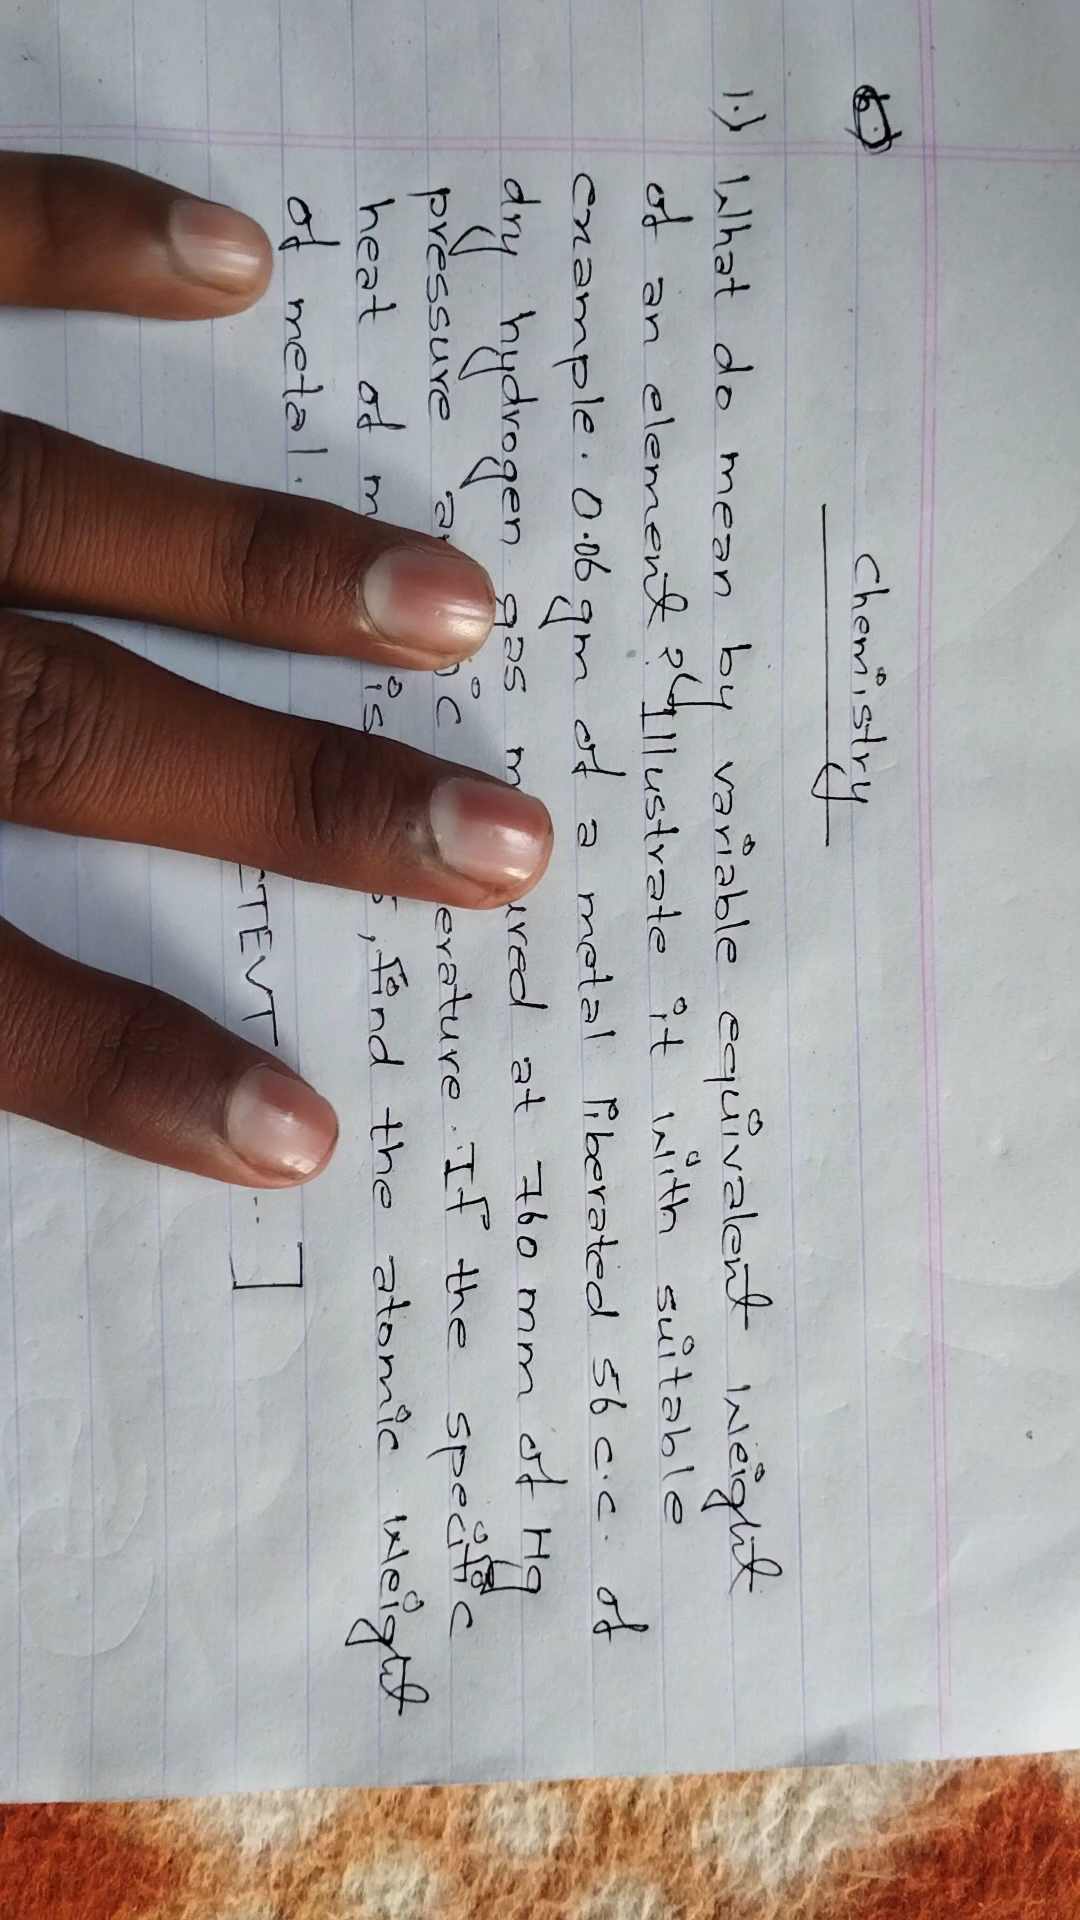 6.)
Chemistry
1.) What do mean by variable equivalent weight
of an element? Illustrate it with suitable
example. 0.06 gm of a metal liberated 56 c.c. of
dry hydrogen gas at 760 mm of Hg
pressure If the specific
heat of is find the atomic weight
of metal.